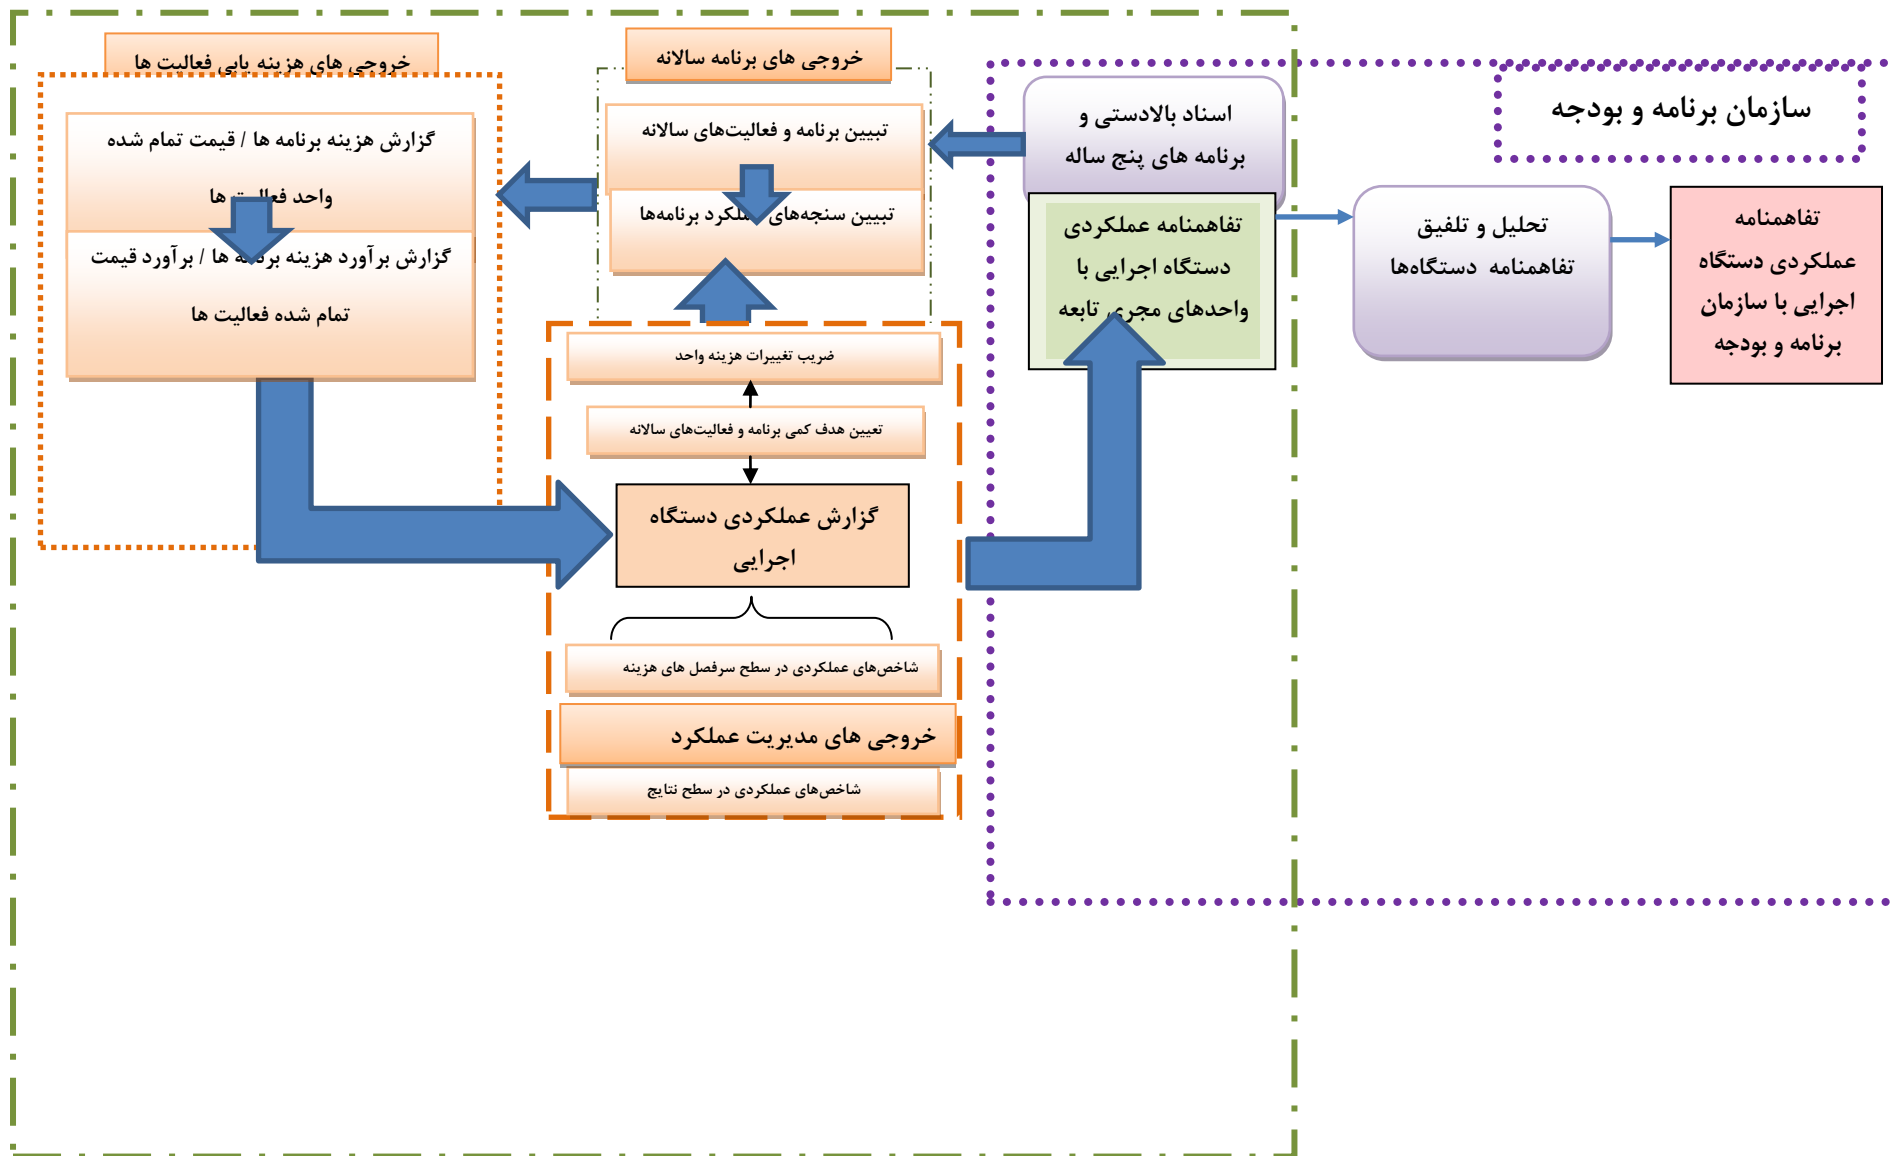 سازمان برنامه و بودجه
اسناد بالادستی و
برنامه های پنج ساله
تفاهمنامه عملکردی
دستگاه اجرایی با
واحدهای مجری تابعه
تحلیل و تلفیق
تفاهمنامه دستگاه‌ها
تفاهمنامه
عملکردی دستگاه
اجرایی با سازمان
برنامه و بودجه
خروجی های برنامه سالانه
تبیین برنامه و فعالیت‌های سالانه
تبیین سنجه‌های عملکرد برنامه‌ها
خروجی های هزینه یابی فعالیت ها
گزارش هزینه برنامه ها / قیمت تمام شده
واحد فعالیت ها
گزارش برآورد هزینه برنامه ها / برآورد قیمت
تمام شده فعالیت ها
ضریب تغییرات هزینه واحد
تعیین هدف کمی برنامه و فعالیت‌های سالانه
گزارش عملکردی دستگاه
اجرایی
شاخص‌های عملکردی در سطح سرفصل های هزینه
خروجی های مدیریت عملکرد
شاخص‌های عملکردی در سطح نتایج